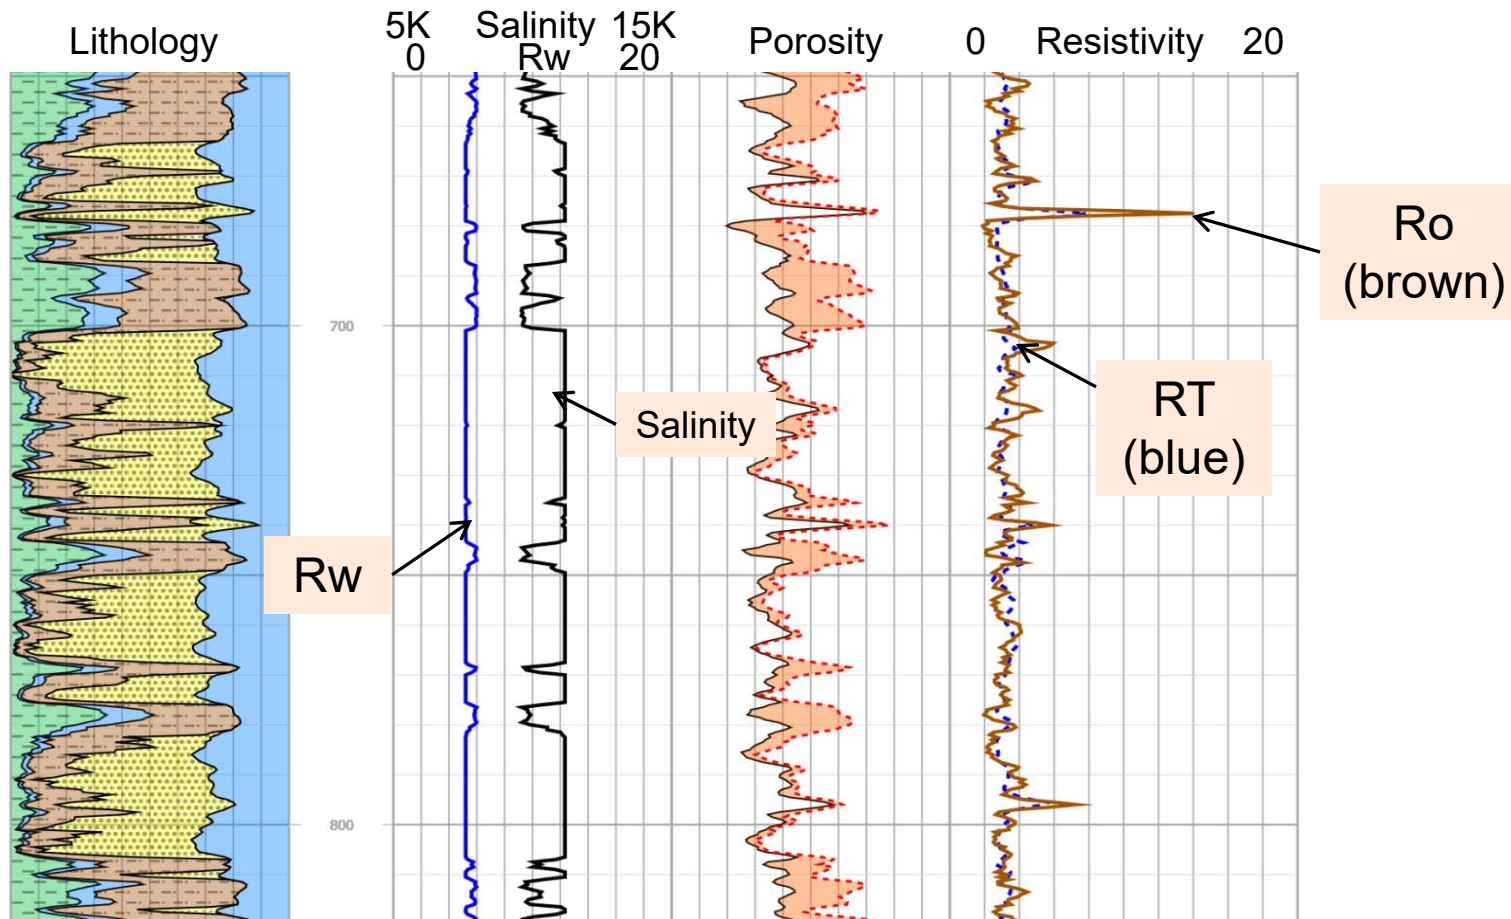 Lithology
5K Salinity 15K
0 Rw 20
Porosity
0 Resistivity 20
Ro
(brown)
700
RT
(blue)
Salinity
Rw
800